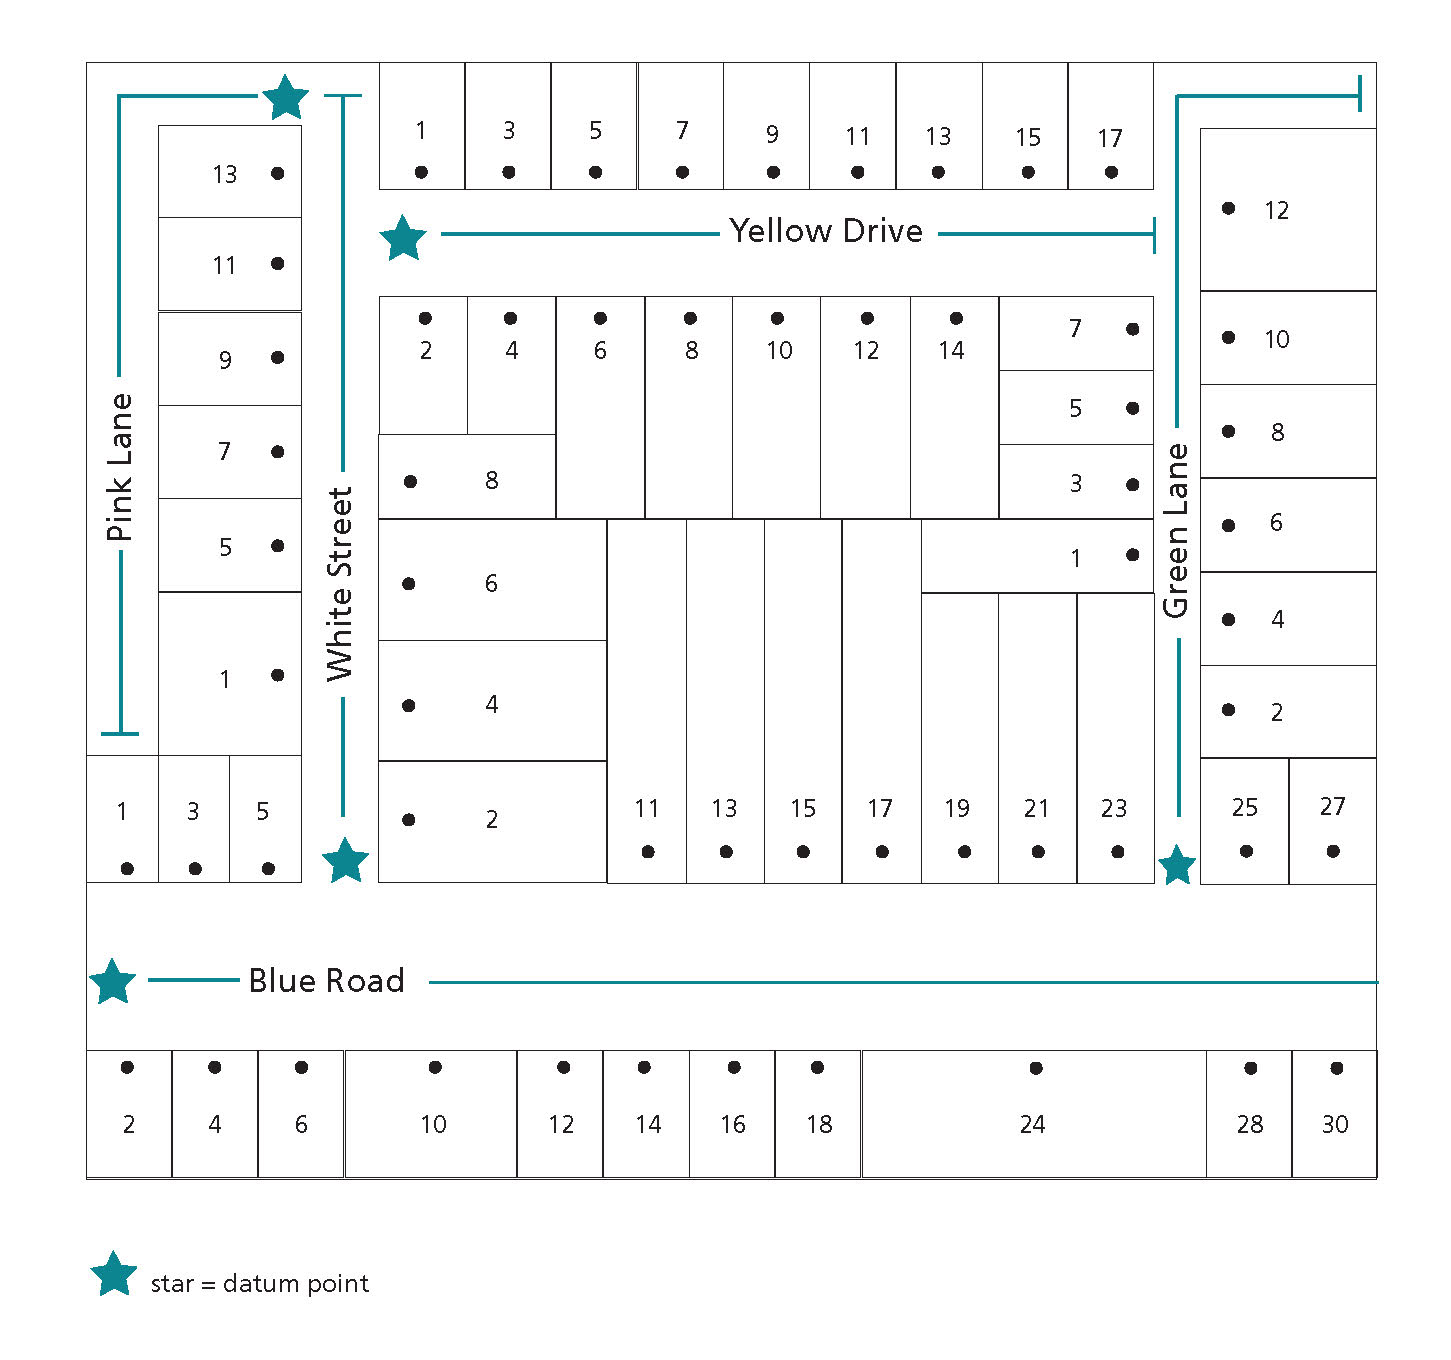 1 3 5 7 9 11 13 15 17
13
11
9
7
5
1
Pink Lane
White Street
Yellow Drive
2 4 6 8 10 12 14
7
5
3
1
8
6
4
2
Green Lane
12
10
8
6
4
2
1 3 5
11 13 15 17 19 21 23
25 27
Blue Road
2 4 6 10 12 14 16 18 24 28 30
star = datum point